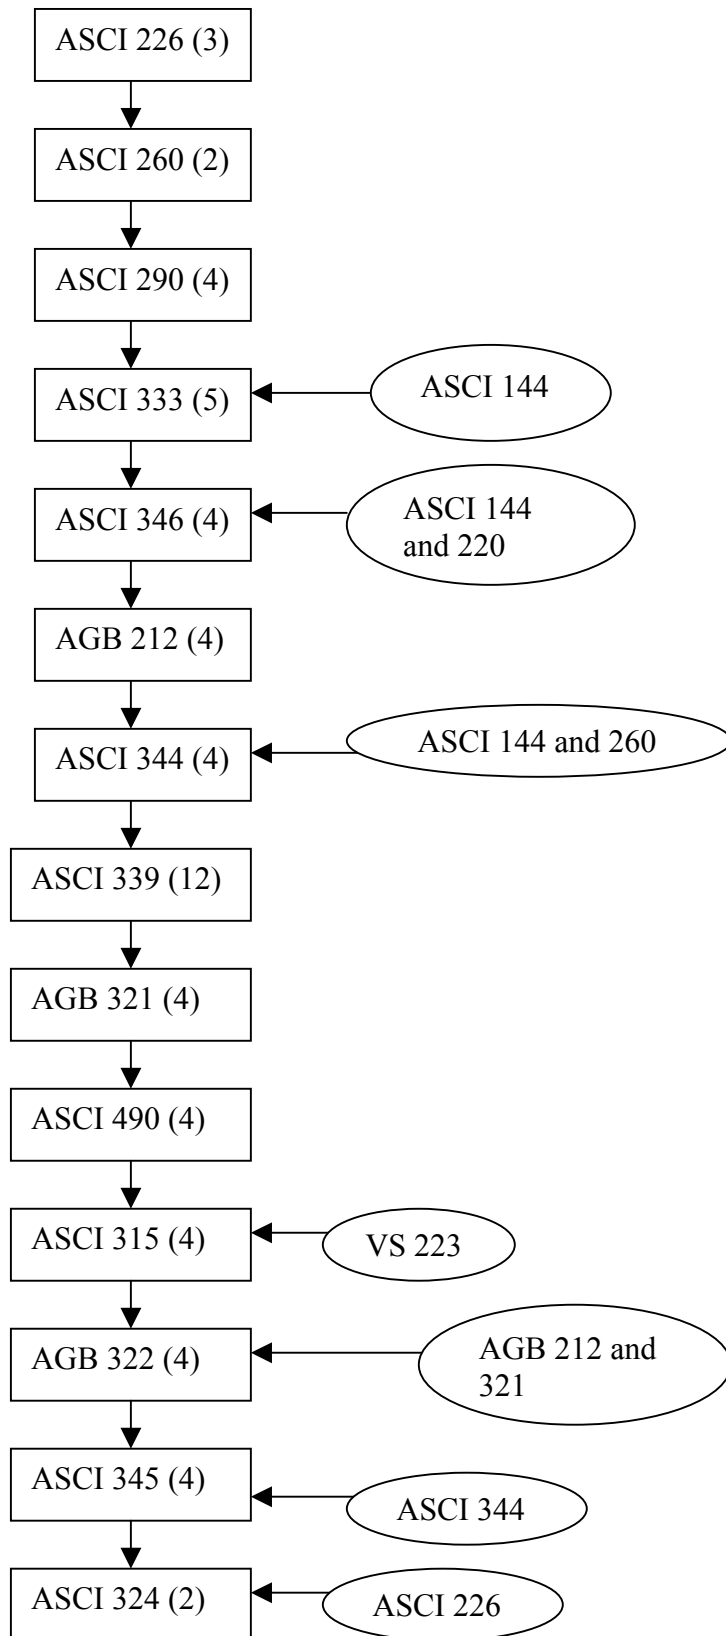 ASCI 226 (3)
ASCI 260 (2)
ASCI 290 (4)
ASCI 333 (5)
ASCI 144
ASCI 346 (4)
ASCI 144
and 220
AGB 212 (4)
ASCI 344 (4)
ASCI 144 and 260
ASCI 339 (12)
AGB 321 (4)
ASCI 490 (4)
ASCI 315 (4)
VS 223
AGB 322 (4)
AGB 212 and
321
ASCI 345 (4)
ASCI 344
ASCI 324 (2)
ASCI 226